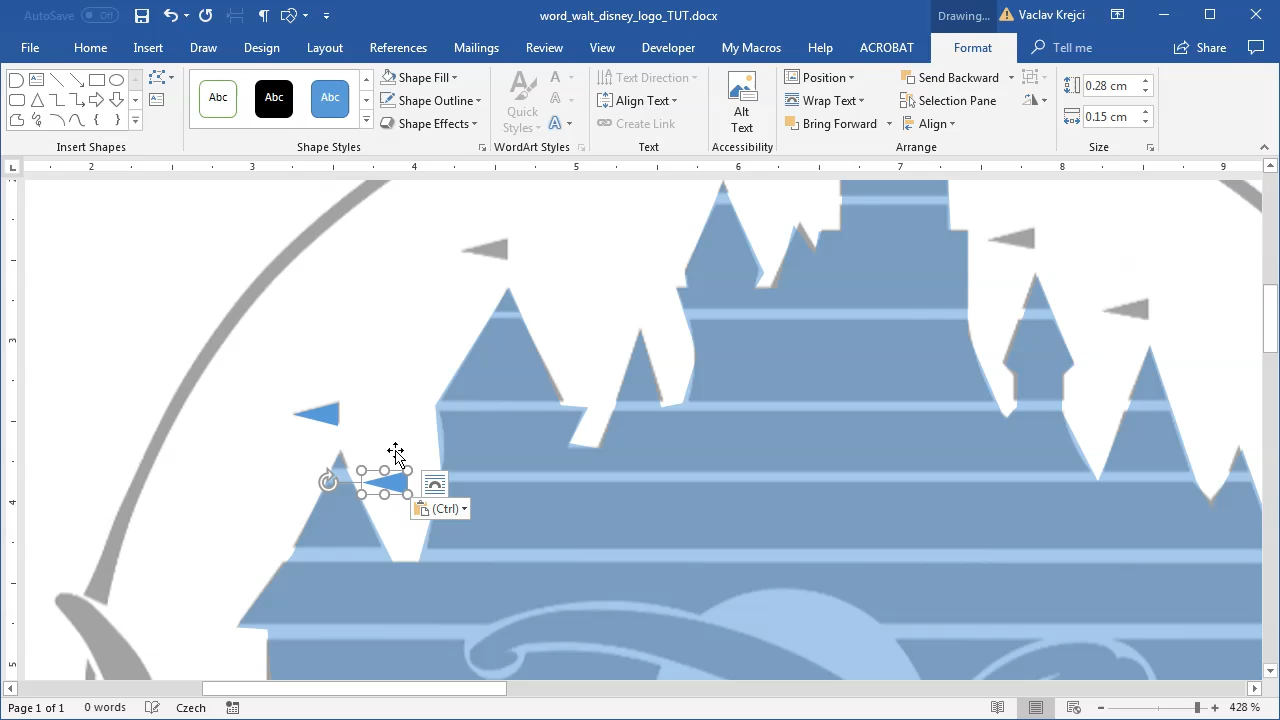 AutoSave Off word_walt_disney_logo_TUT.docx Drawing... Vaclav Krejci
File Home Insert Draw Design Layout References Mailings Review View Developer My Macros Help ACROBAT Format Tell me Share
Abc Abc Abc
Shape Fill
Shape Outline
Shape Effects
Quick
Styles
A
A
A
Text Direction
Align Text
Create Link
Alt
Text
Position
Wrap Text
Bring Forward
Send Backward
Selection Pane
Align
0.28 cm
0.15 cm
Insert Shapes Shape Styles WordArt Styles Text Accessibility Arrange Size
2 3 4 5 6 7 8 9
3
4
5
(Ctrl)
Page 1 of 1 0 words Czech 428 %